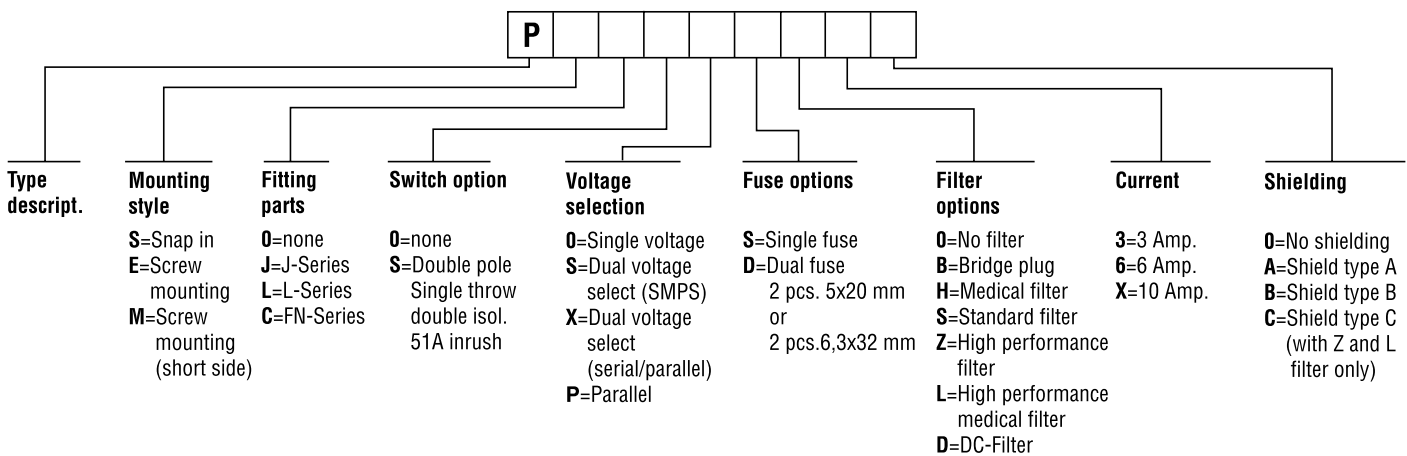 P
Type
descript.
Mounting
style
S=Snap in
E=Screw
mounting
M=Screw
mounting
(short side)
Fitting
parts
0=none
J=J-Series
L=L-Series
C=FN-Series
Switch option
0=none
S=Double pole
Single throw
double isol.
51A inrush
Voltage
selection
0=Single voltage
S=Dual voltage
select (SMPS)
X=Dual voltage
select
(serial/parallel)
P=Parallel
Fuse options
S=Single fuse
D=Dual fuse
2 pcs. 5x20 mm
or
2 pcs.6,3x32 mm
Filter
options
0=No filter
B=Bridge plug
H=Medical filter
S=Standard filter
Z=High performance
filter
L=High performance
medical filter
D=DC-Filter
Current
3=3 Amp.
6=6 Amp.
X=10 Amp.
Shielding
0=No shielding
A=Shield type A
B=Shield type B
C=Shield type C
(with Z and L
filter only)